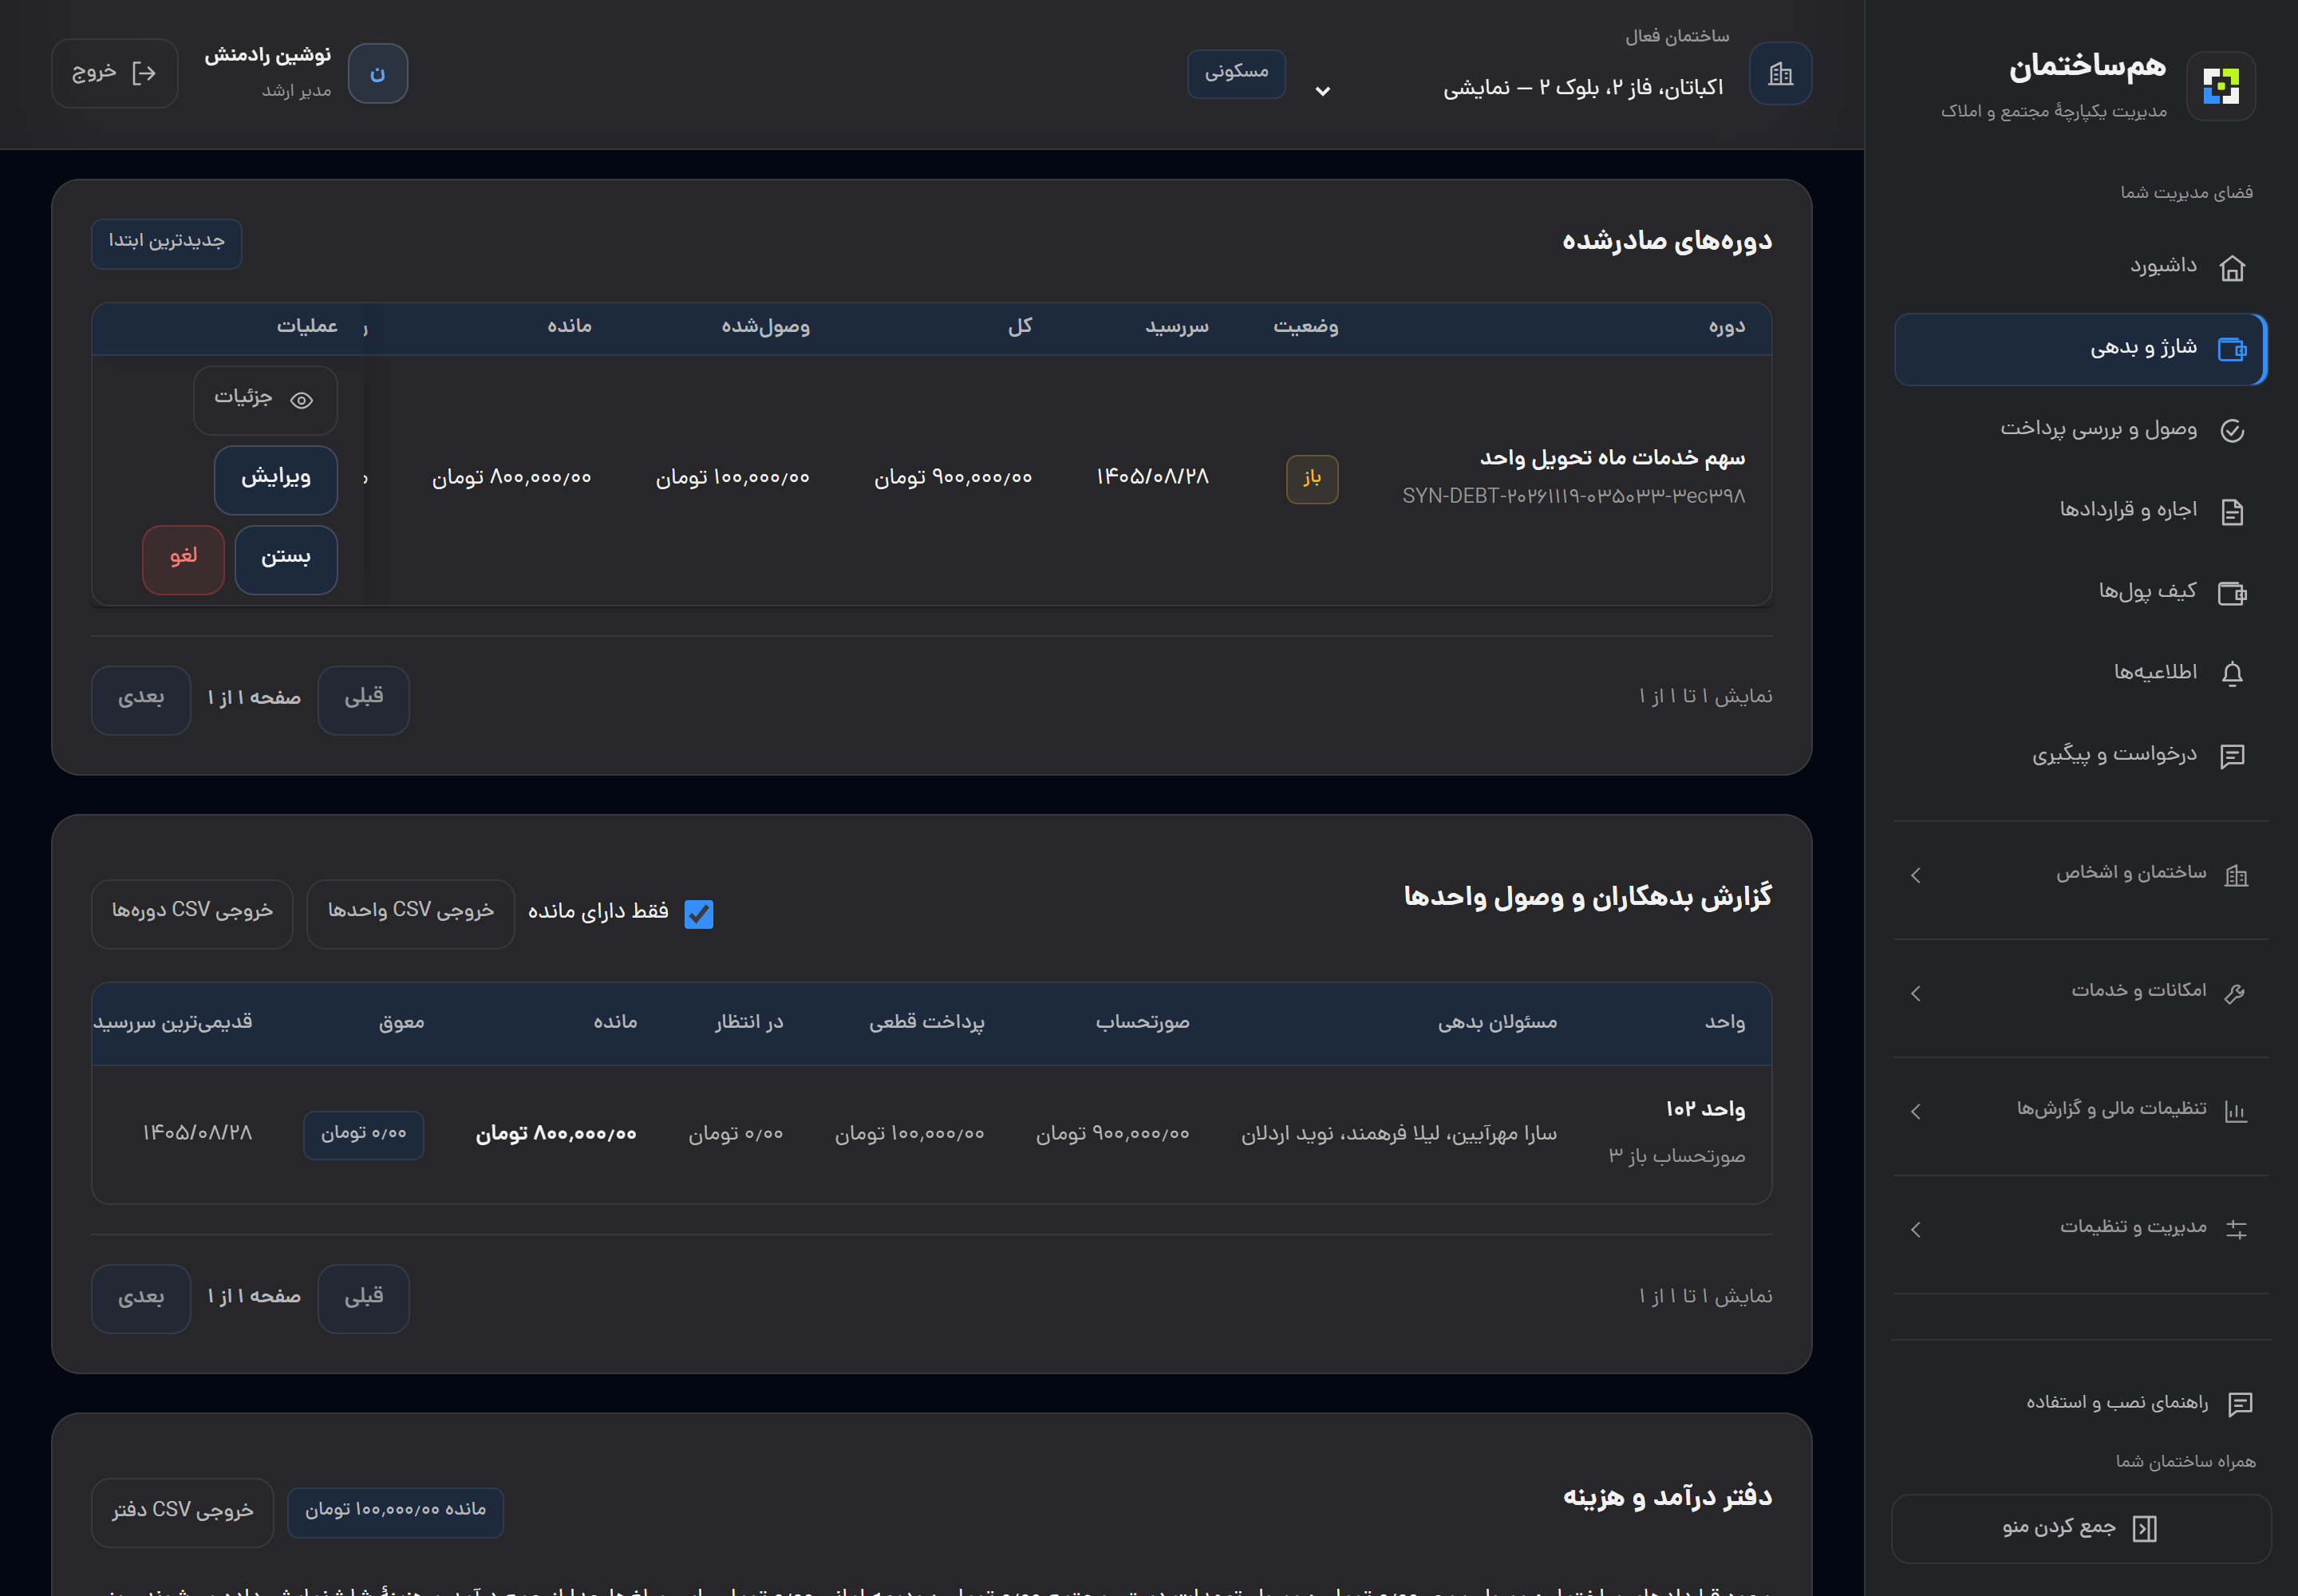 هم‌ساختمان
مدیریت یکپارچهٔ مجتمع و املاک
فضای مدیریت شما
داشبورد
شارژ و بدهی
وصول و بررسی پرداخت
اجاره و قراردادها
کیف پول‌ها
اطلاعیه‌ها
درخواست و پیگیری
ساختمان و اشخاص
امکانات و خدمات
تنظیمات مالی و گزارش‌ها
مدیریت و تنظیمات
راهنمای نصب و استفاده
همراه ساختمان شما
جمع کردن منو
ساختمان فعال
اکباتان، فاز ۲، بلوک ۲ – نمایشی
مسکونی
ن
نوشین رادمنش
مدیر ارشد
خروج
دوره‌های صادرشده
جدیدترین ابتدا
دوره وضعیت سررسید کل وصول‌شده مانده عملیات
سهم خدمات ماه تحویل واحد
SYN-DEBT-۲۰۲۶۱۱۱۹-۰۳۵۰۳۳-۳ec۳۹۸
باز ۱۴۰۵/۰۸/۲۸ ۹۰۰٬۰۰۰٫۰۰ تومان ۱۰۰٬۰۰۰٫۰۰ تومان ۸۰۰٬۰۰۰٫۰۰ تومان
جزئیات
ویرایش
بستن لغو
نمایش ۱ تا ۱ از ۱
قبلی صفحه ۱ از ۱ بعدی
گزارش بدهکاران و وصول واحدها
فقط دارای مانده خروجی CSV واحدها خروجی CSV دوره‌ها
واحد مسئولان بدهی صورتحساب پرداخت قطعی در انتظار مانده معوق قدیمی‌ترین سررسید
واحد ۱۰۲
صورتحساب باز ۳
سارا مهرآیین، لیلا فرهمند، نوید اردلان ۹۰۰٬۰۰۰٫۰۰ تومان ۱۰۰٬۰۰۰٫۰۰ تومان ۰٫۰۰ تومان ۸۰۰٬۰۰۰٫۰۰ تومان ۰٫۰۰ تومان ۱۴۰۵/۰۸/۲۸
نمایش ۱ تا ۱ از ۱
قبلی صفحه ۱ از ۱ بعدی
دفتر درآمد و هزینه
مانده ۱۰۰٬۰۰۰٫۰۰ تومان خروجی CSV دفتر